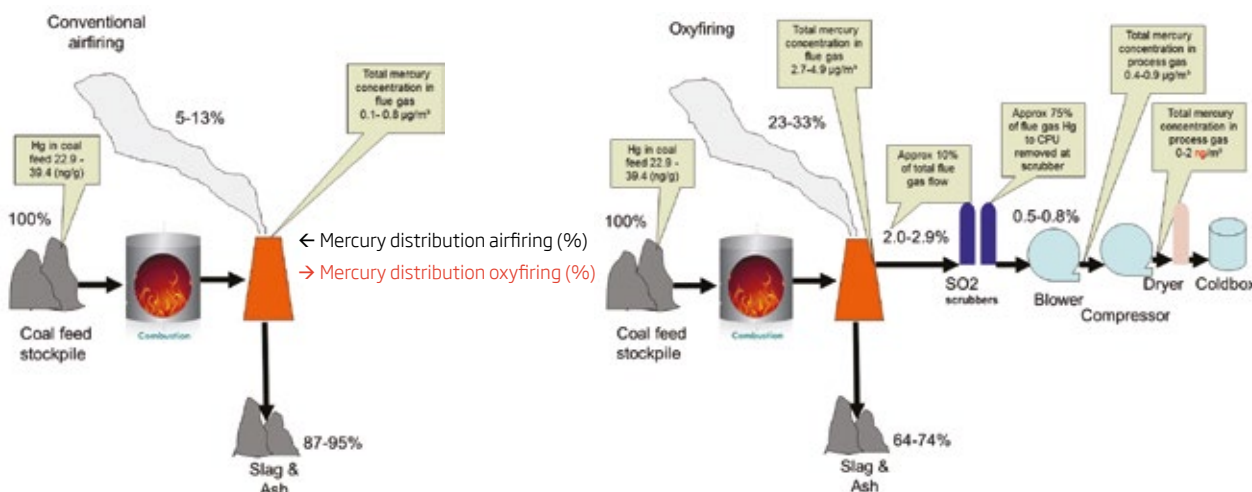 Conventional
airfiring
5-13%
Total mercury
concentration in
flue gas
0.1- 0.8 µg/m³
Hg in coal
feed 22.9 -
39.4 (ng/g)
100%
← Mercury distribution airfiring (%)
→ Mercury distribution oxyfiring (%)
Coal feed
stockpile
Combustion
87-95%
Slag &
Ash
Oxyfiring
Total mercury
concentration in
flue gas
2.7-4.9 µg/m³
23-33%
Hg in coal
feed 22.9 -
39.4 (ng/g)
100%
Approx 10%
of total flue
gas flow
Approx 75%
of flue gas Hg
to CPU
removed at
scrubber
Total mercury
concentration in
process gas
0.4-0.9 µg/m³
Total mercury
concentration in
process gas
0-2 ng/m³
2.0-2.9%
0.5-0.8%
SO2
scrubbers
Blower
Compressor
Dryer
Coldbox
Coal feed
stockpile
Combustion
64-74%
Slag &
Ash